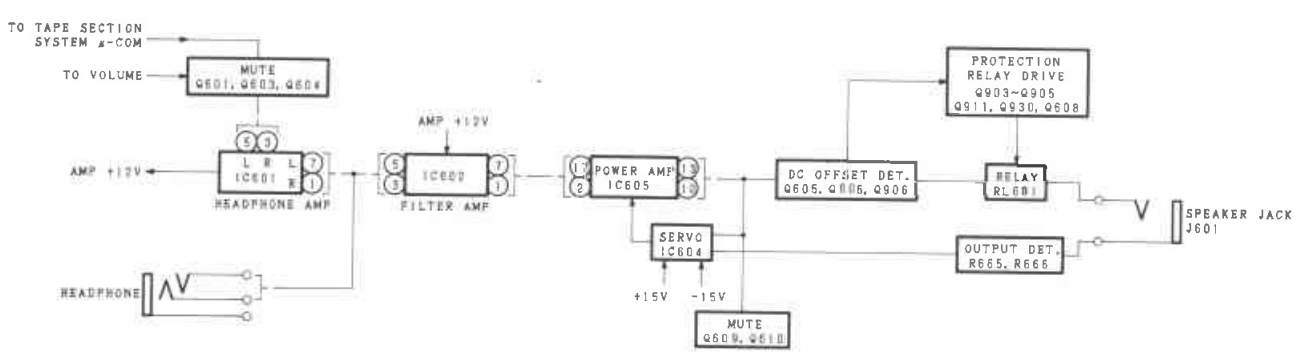 TO TAPE SECTION
SYSTEM μ-COM
TO VOLUME
MUTE
Q601, Q603, Q604
5 3
L R L 7
IC601 R 1
AMP +12V
HEADPHONE AMP
HEADPHONE
AMP +12V
5 7
IC602
3 1
FILTER AMP
17 POWER AMP 13
2 IC605 10
SERVO
IC604
+15V -15V
MUTE
Q609, Q610
DC OFFSET DET.
Q605, Q606, Q906
PROTECTION
RELAY DRIVE
Q903~Q905
Q911, Q930, Q608
RELAY
RL601
OUTPUT DET.
R665, R666
SPEAKER JACK
J601